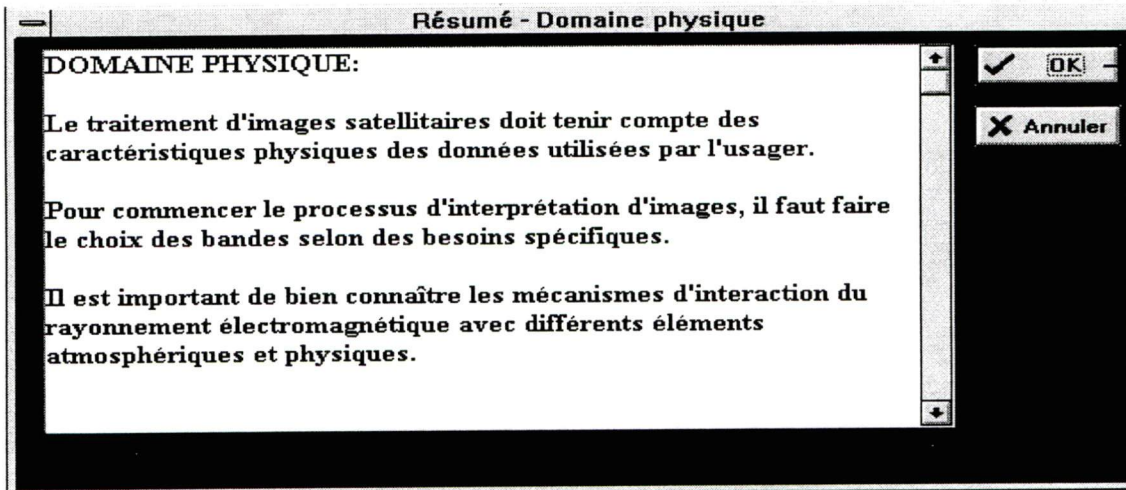 Résumé - Domaine physique
DOMAINE PHYSIQUE:
Le traitement d'images satellitaires doit tenir compte des
caractéristiques physiques des données utilisées par l'usager.
Pour commencer le processus d'interprétation d'images, il faut faire
le choix des bandes selon des besoins spécifiques.
Il est important de bien connaître les mécanismes d'interaction du
rayonnement électromagnétique avec différents éléments
atmosphériques et physiques.
OK
Annuler